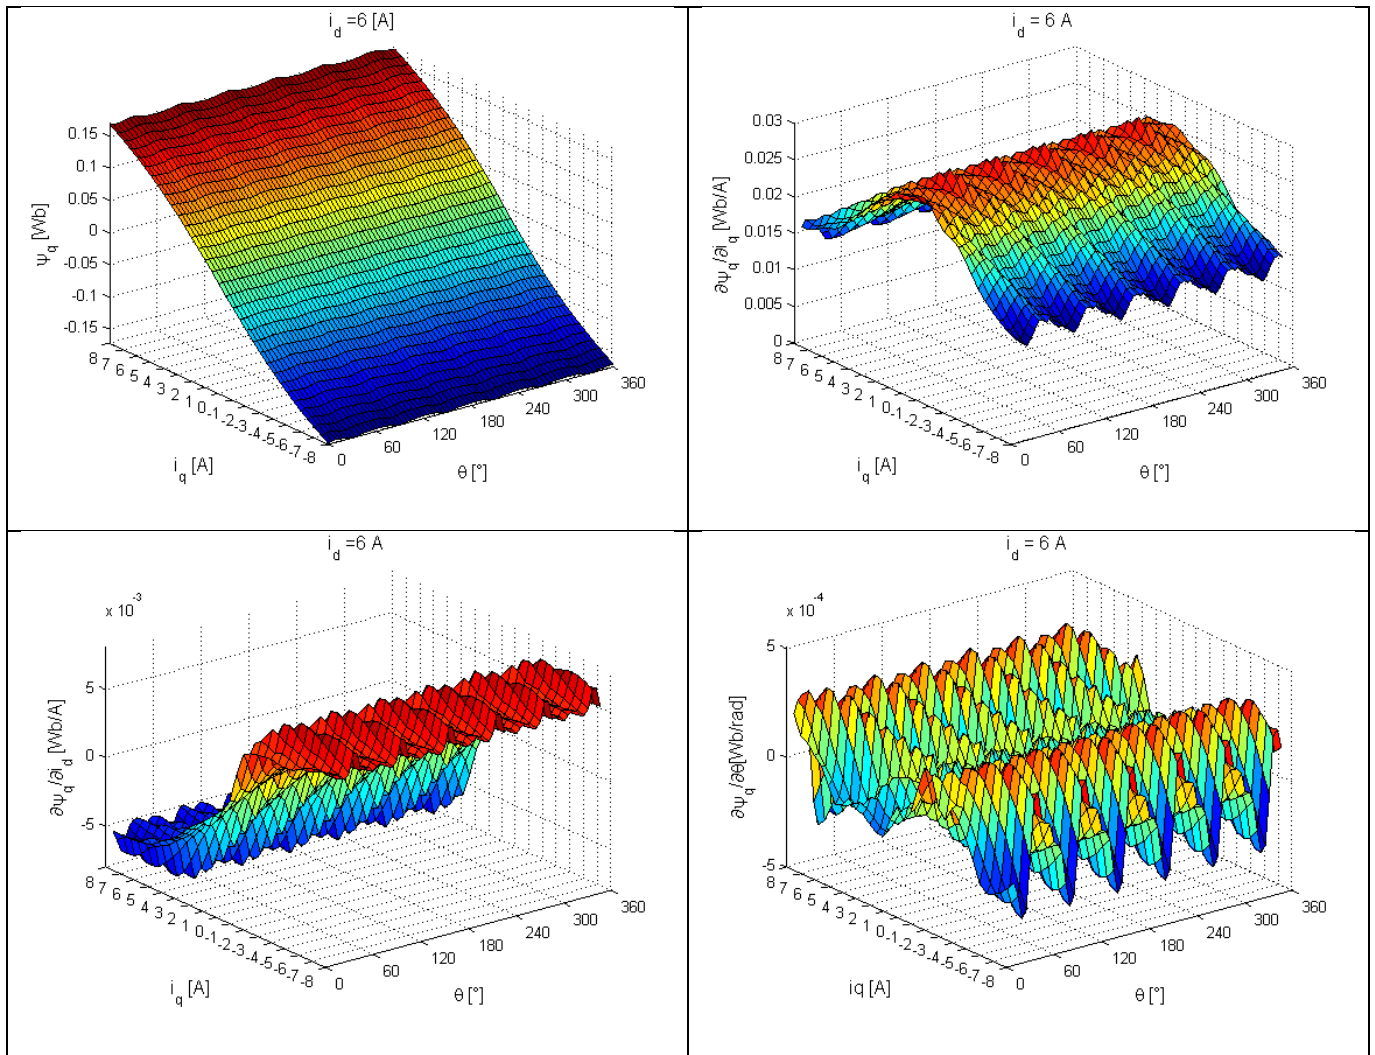 i_d =6 [A]
ψ_q [Wb]
0.15
0.1
0.05
0
-0.05
-0.1
-0.15
8 7 6 5 4 3 2 1 0 -1 -2 -3 -4 -5 -6 -7 -8
i_q [A]
0 60 120 180 240 300 360
θ [°]
i_d = 6 A
∂ψ_q/∂i_q [Wb/A]
0.03
0.025
0.02
0.015
0.01
0.005
0
8 7 6 5 4 3 2 1 0 -1 -2 -3 -4 -5 -6 -7 -8
i_q [A]
0 60 120 180 240 300 360
θ [°]
i_d = 6 A
x 10^-3
∂ψ_q/∂i_d [Wb/A]
5
0
-5
8 7 6 5 4 3 2 1 0 -1 -2 -3 -4 -5 -6 -7 -8
i_q [A]
0 60 120 180 240 300 360
θ [°]
i_d = 6 A
x 10^-4
∂ψ_q/∂θ[Wb/rad]
5
0
-5
8 7 6 5 4 3 2 1 0 -1 -2 -3 -4 -5 -6 -7 -8
iq [A]
0 60 120 180 240 300 360
θ [°]